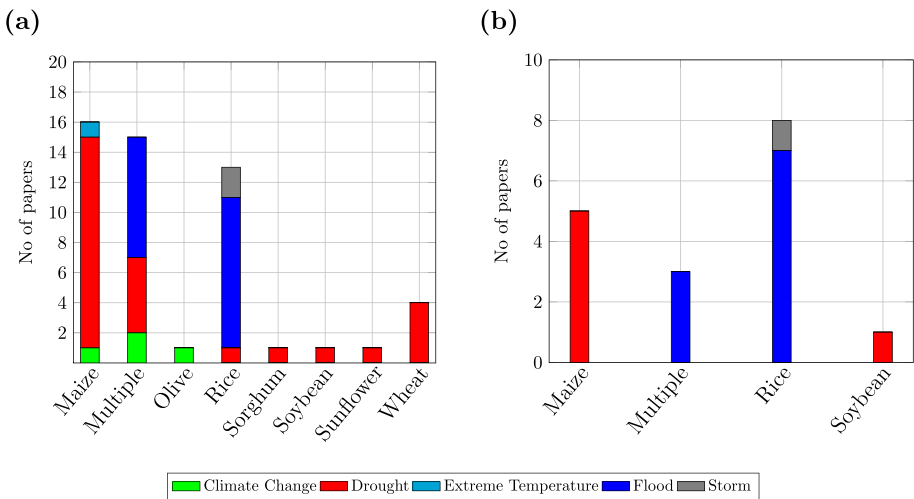 (a)
(b)
No of papers
20
18
16
14
12
10
8
6
4
2
Maize
Multiple
Olive
Rice
Sorghum
Soybean
Sunflower
Wheat
No of papers
10
8
6
4
2
0
Maize
Multiple
Rice
Soybean
Climate Change Drought Extreme Temperature Flood Storm